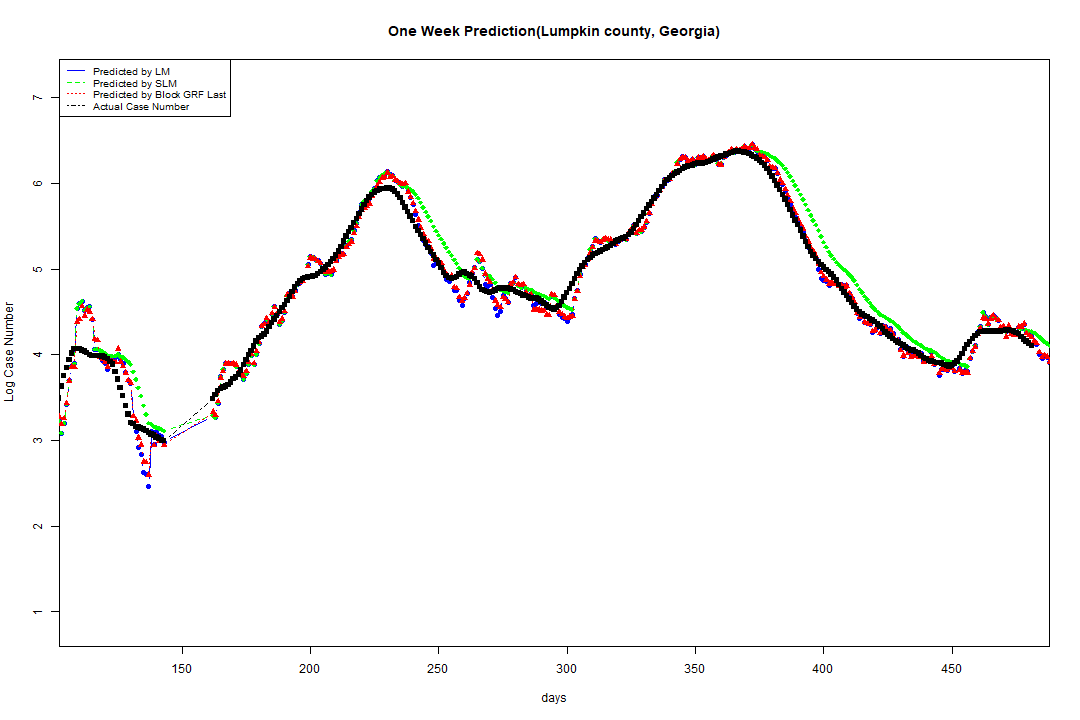 One Week Prediction(Lumpkin county, Georgia)
Predicted by LM
Predicted by SLM
Predicted by Block GRF Last
Actual Case Number
7
6
5
4
3
2
1
Log Case Number
150 200 250 300 350 400 450
days